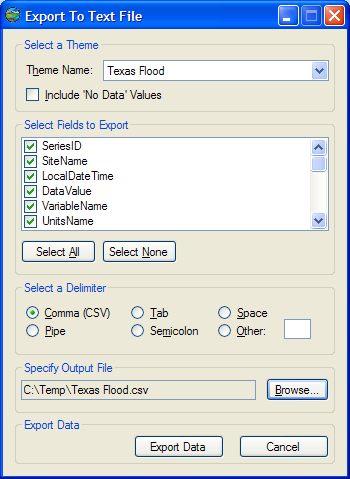 Export To Text File
Select a Theme
Theme Name: Texas Flood
Include 'No Data' Values
Select Fields to Export
SeriesID
SiteName
LocalDateTime
DataValue
VariableName
UnitsName
Select All Select None
Select a Delimiter
Comma (CSV) Tab Space
Pipe Semicolon Other:
Specify Output File
C:\Temp\Texas Flood.csv Browse...
Export Data
Export Data Cancel